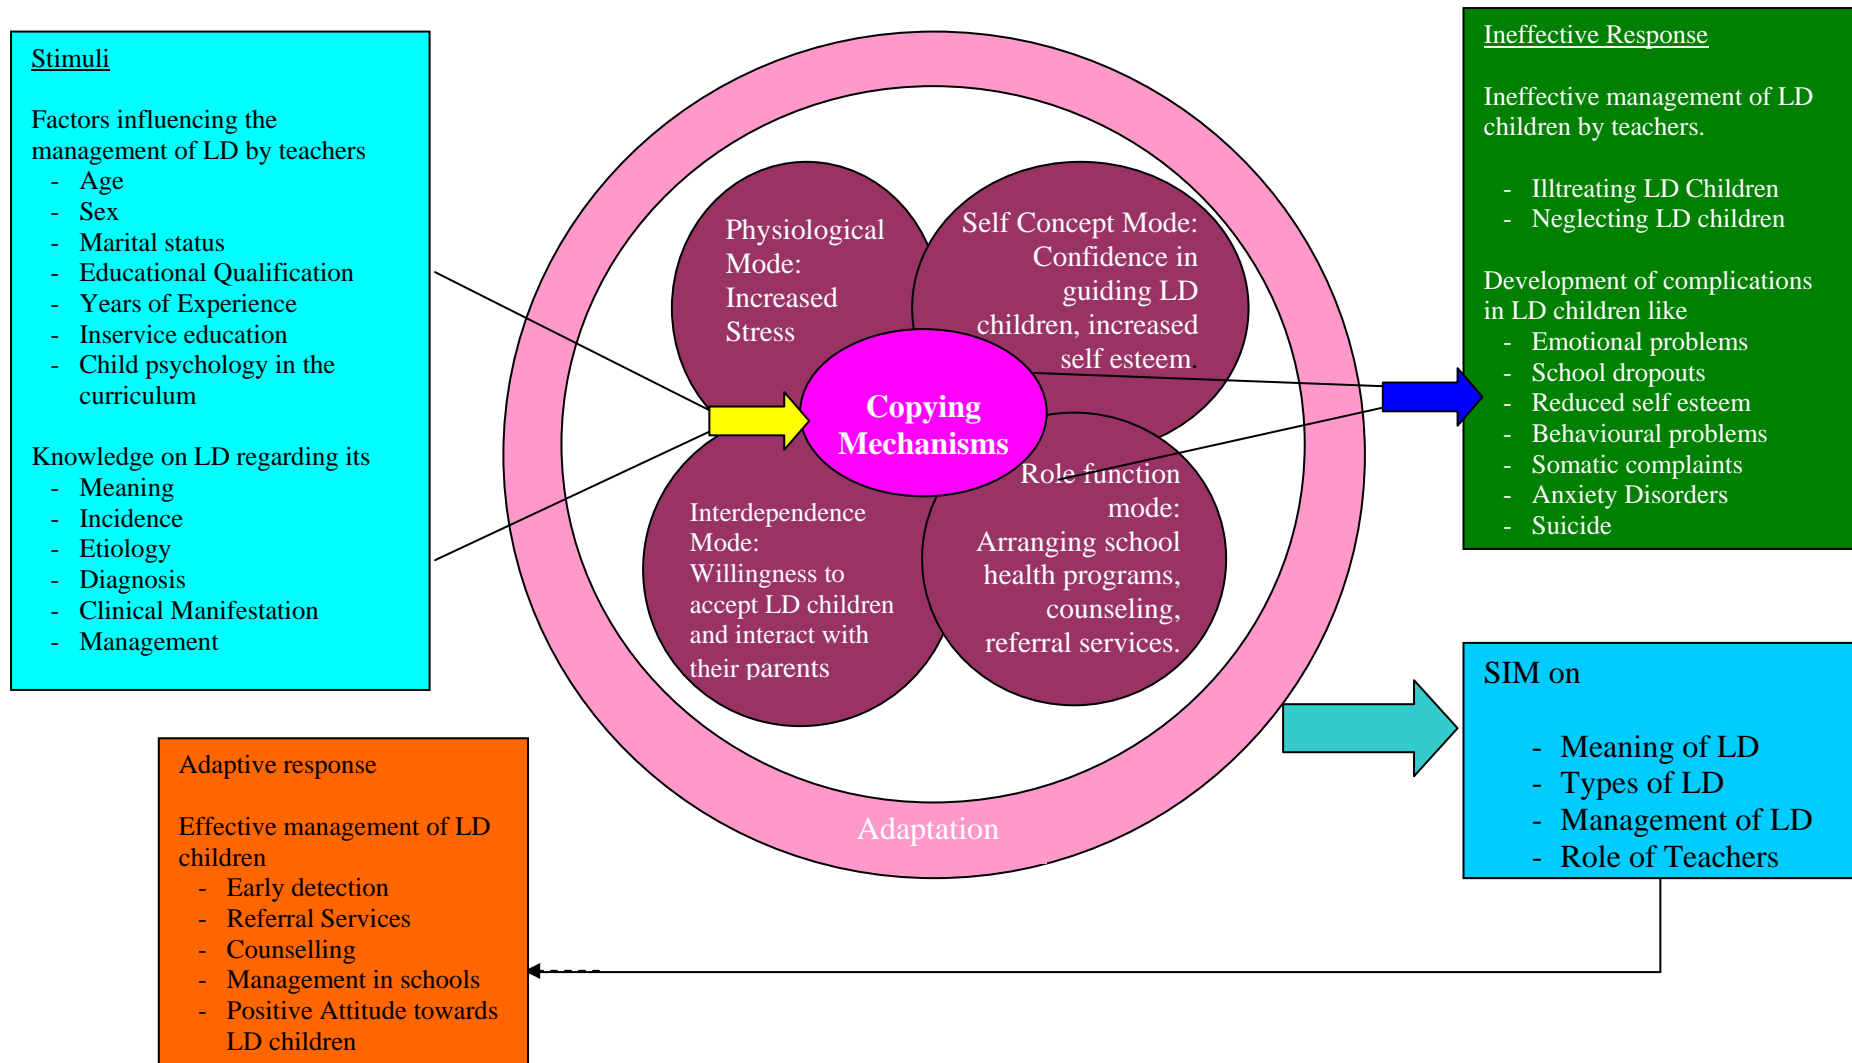 Stimuli
Factors influencing the
management of LD by teachers
- Age
- Sex
- Marital status
- Educational Qualification
- Years of Experience
- Inservice education
- Child psychology in the
curriculum
Knowledge on LD regarding its
- Meaning
- Incidence
- Etiology
- Diagnosis
- Clinical Manifestation
- Management
Physiological
Mode:
Increased
Stress
Self Concept Mode:
Confidence in
guiding LD
children, increased
self esteem.
Copying
Mechanisms
Interdependence
Mode:
Willingness to
accept LD children
and interact with
their parents
Role function
mode:
Arranging school
health programs,
counseling,
referral services.
Adaptation
Ineffective Response
Ineffective management of LD
children by teachers.
- Illtreating LD Children
- Neglecting LD children
Development of complications
in LD children like
- Emotional problems
- School dropouts
- Reduced self esteem
- Behavioural problems
- Somatic complaints
- Anxiety Disorders
- Suicide
SIM on
- Meaning of LD
- Types of LD
- Management of LD
- Role of Teachers
Adaptive response
Effective management of LD
children
- Early detection
- Referral Services
- Counselling
- Management in schools
- Positive Attitude towards
LD children